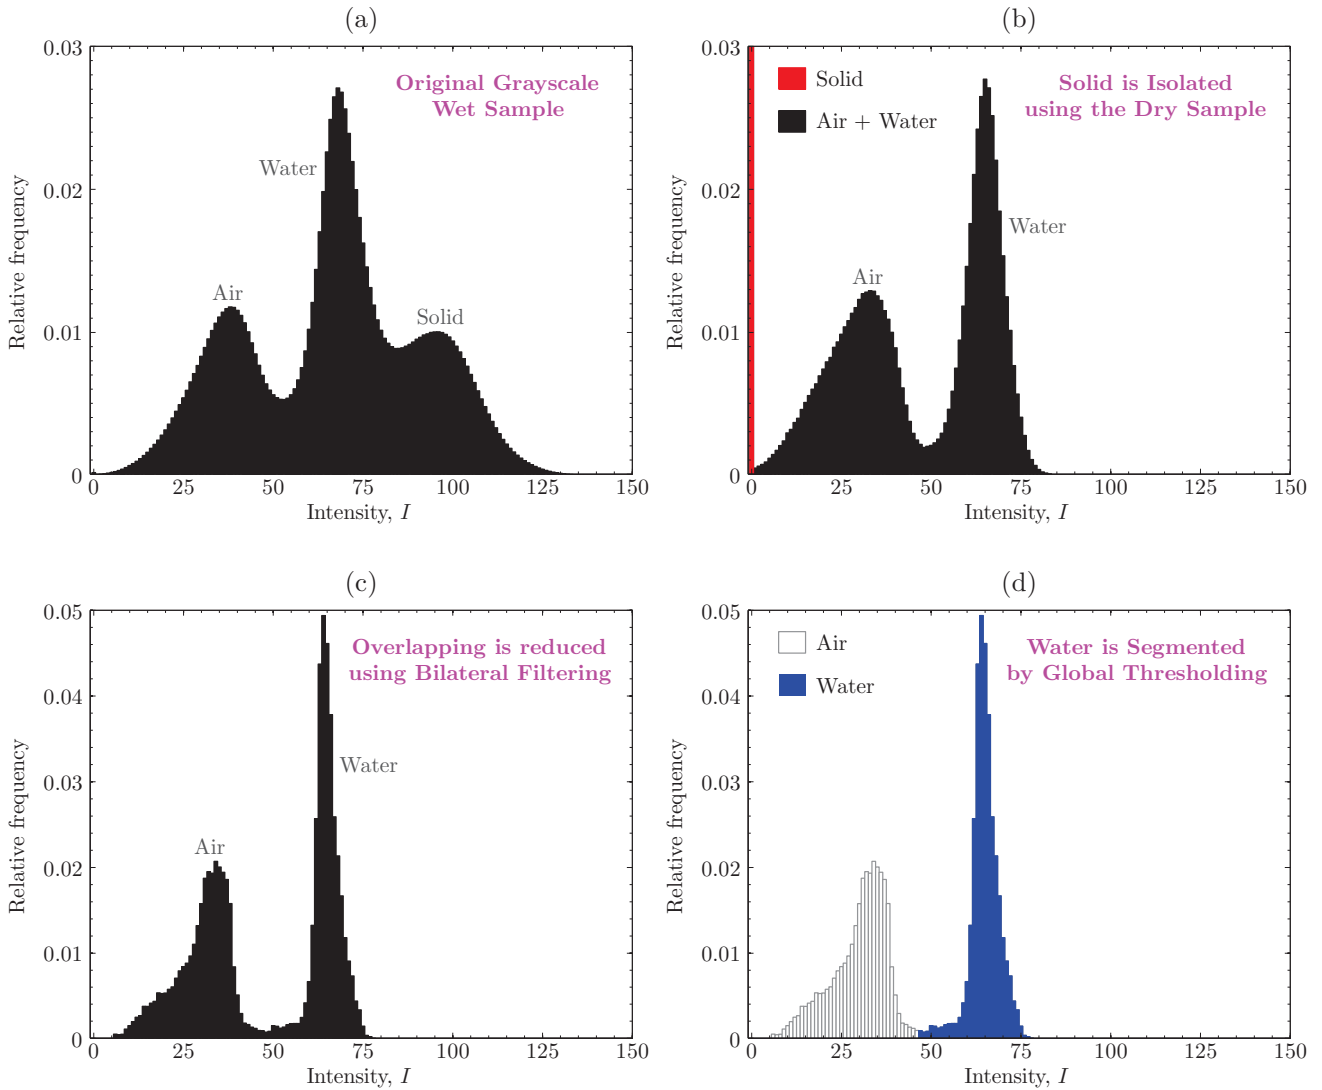 (a)
Original Grayscale
Wet Sample
Water
Air
Solid
0.03
0.02
0.01
0
0 25 50 75 100 125 150
Relative frequency
Intensity, I
(b)
Solid
Air + Water
Solid is Isolated
using the Dry Sample
Water
Air
0.03
0.02
0.01
0
0 25 50 75 100 125 150
Relative frequency
Intensity, I
(c)
Overlapping is reduced
using Bilateral Filtering
Water
Air
0.05
0.04
0.03
0.02
0.01
0
0 25 50 75 100 125 150
Relative frequency
Intensity, I
(d)
Air
Water
Water is Segmented
by Global Thresholding
0.05
0.04
0.03
0.02
0.01
0
0 25 50 75 100 125 150
Relative frequency
Intensity, I